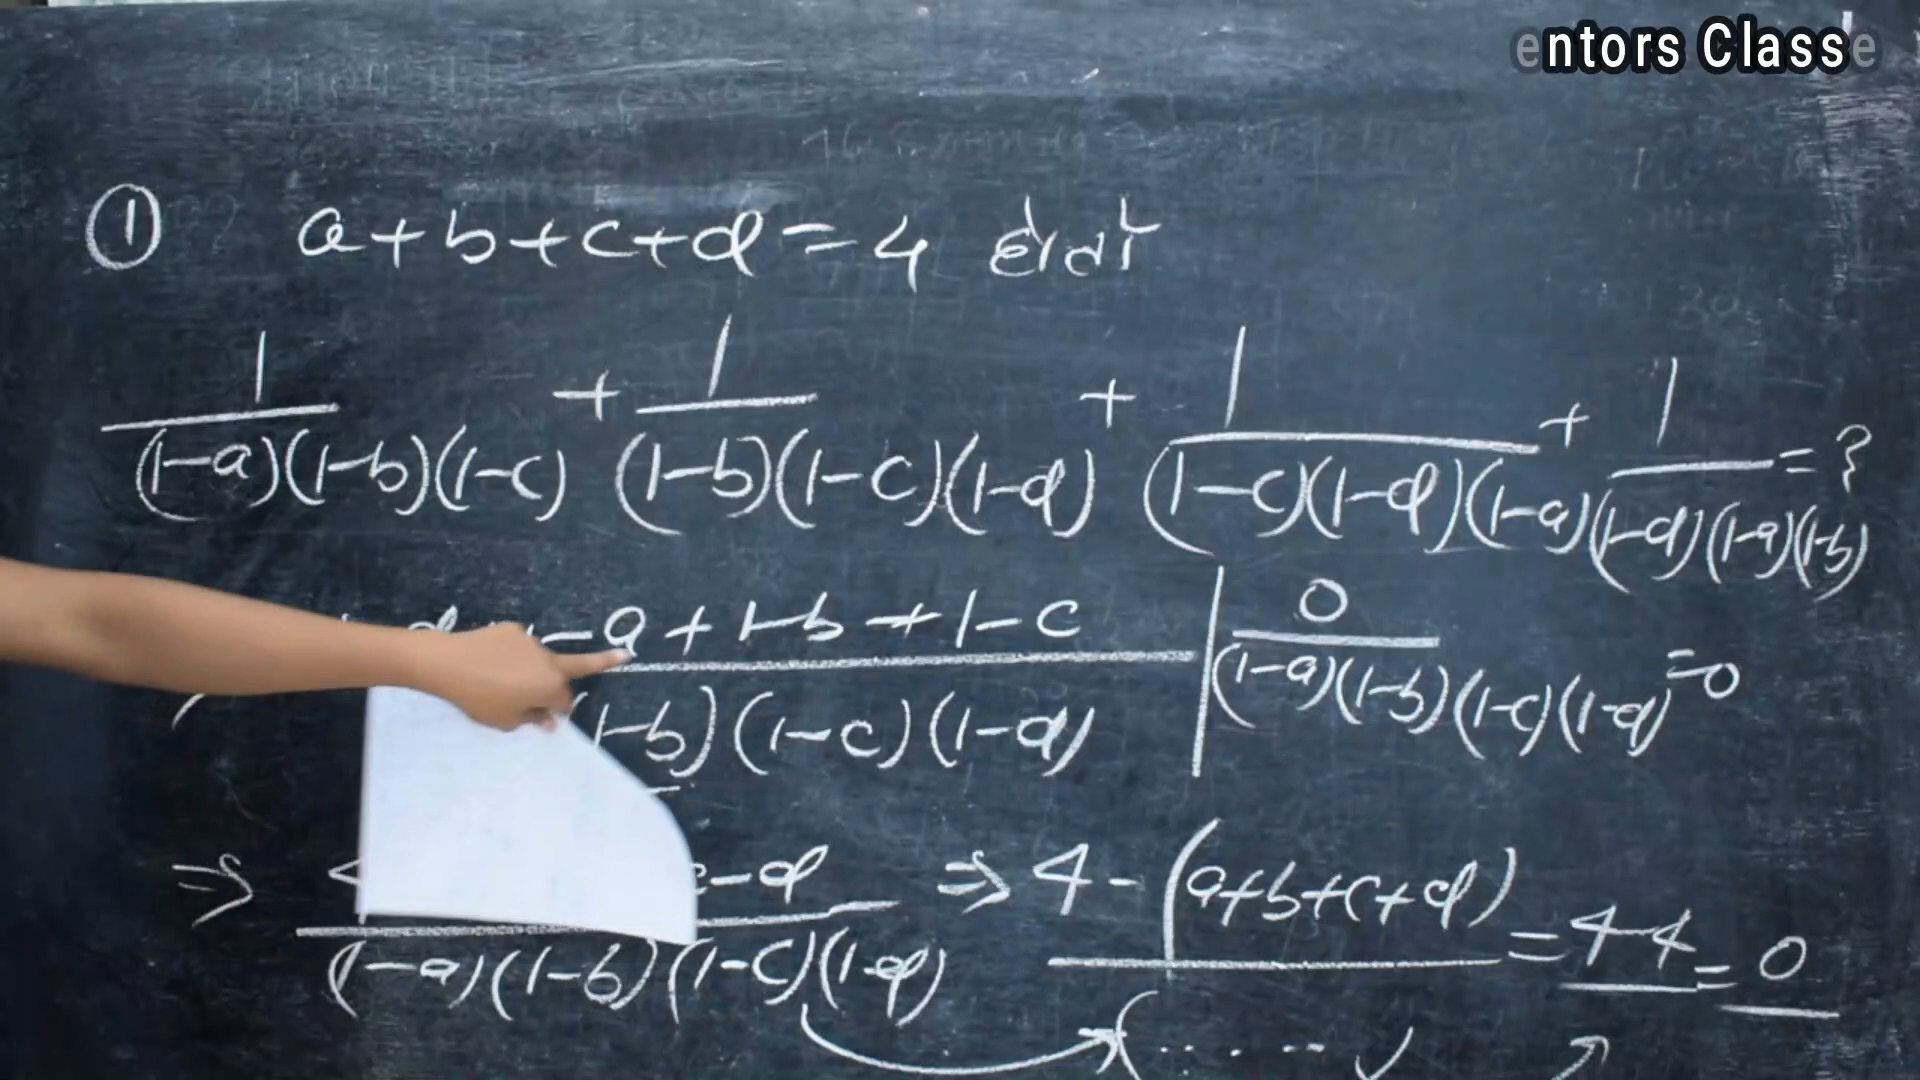 entors Classe
① a+b+c+d=4 होतो
1/((1-a)(1-b)(1-c)) + 1/((1-b)(1-c)(1-d)) + 1/((1-c)(1-d)(1-a)) + 1/((1-d)(1-a)(1-b)) = ?
-a+1-b+1-c / 1-b)(1-c)(1-d) | 0/((1-a)(1-b)(1-c)(1-d)) =0
⇒ -d / (1-a)(1-b)(1-c)(1-d) ⇒ 4-(a+b+c+d) / (....) = 4-4 = 0